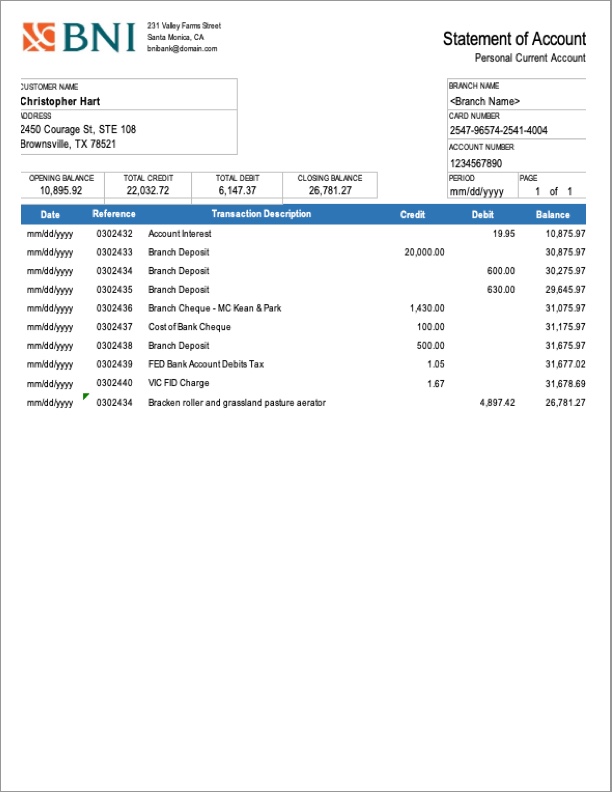 BNI
231 Valley Farms Street
Santa Monica, CA
bnibank@domain.com
Statement of Account
Personal Current Account
CUSTOMER NAME
Christopher Hart
ADDRESS
2450 Courage St, STE 108
Brownsville, TX 78521
BRANCH NAME
<Branch Name>
CARD NUMBER
2547-96574-2541-4004
ACCOUNT NUMBER
1234567890
PERIOD PAGE
mm/dd/yyyy 1 of 1
OPENING BALANCE TOTAL CREDIT TOTAL DEBIT CLOSING BALANCE
10,895.92 22,032.72 6,147.37 26,781.27
Date Reference Transaction Description Credit Debit Balance
mm/dd/yyyy 0302432 Account Interest 19.95 10,875.97
mm/dd/yyyy 0302433 Branch Deposit 20,000.00 30,875.97
mm/dd/yyyy 0302434 Branch Deposit 600.00 30,275.97
mm/dd/yyyy 0302435 Branch Deposit 630.00 29,645.97
mm/dd/yyyy 0302436 Branch Cheque - MC Kean & Park 1,430.00 31,075.97
mm/dd/yyyy 0302437 Cost of Bank Cheque 100.00 31,175.97
mm/dd/yyyy 0302438 Branch Deposit 500.00 31,675.97
mm/dd/yyyy 0302439 FED Bank Account Debits Tax 1.05 31,677.02
mm/dd/yyyy 0302440 VIC FID Charge 1.67 31,678.69
mm/dd/yyyy 0302434 Bracken roller and grassland pasture aerator 4,897.42 26,781.27